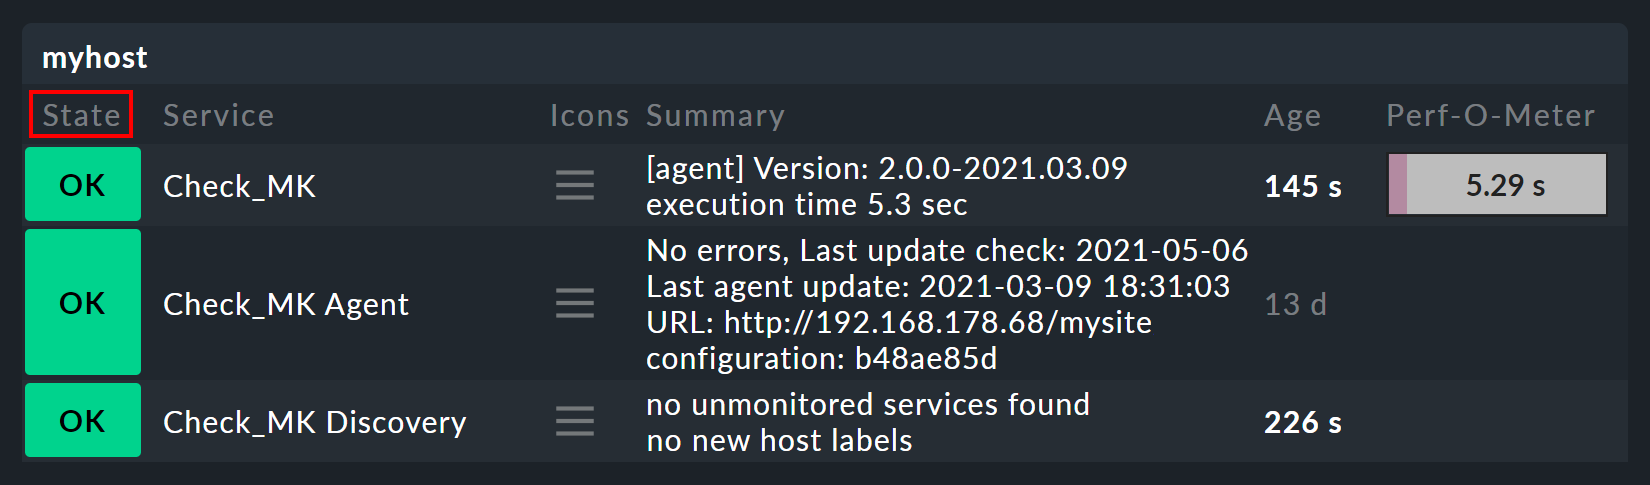 myhost
State Service Icons Summary Age Perf-O-Meter
OK Check_MK [agent] Version: 2.0.0-2021.03.09 145 s 5.29 s
execution time 5.3 sec
No errors, Last update check: 2021-05-06
Last agent update: 2021-03-09 18:31:03
OK Check_MK Agent 13 d
URL: http://192.168.178.68/mysite
configuration: b48ae85d
OK Check_MK Discovery no unmonitored services found 226 s
no new host labels